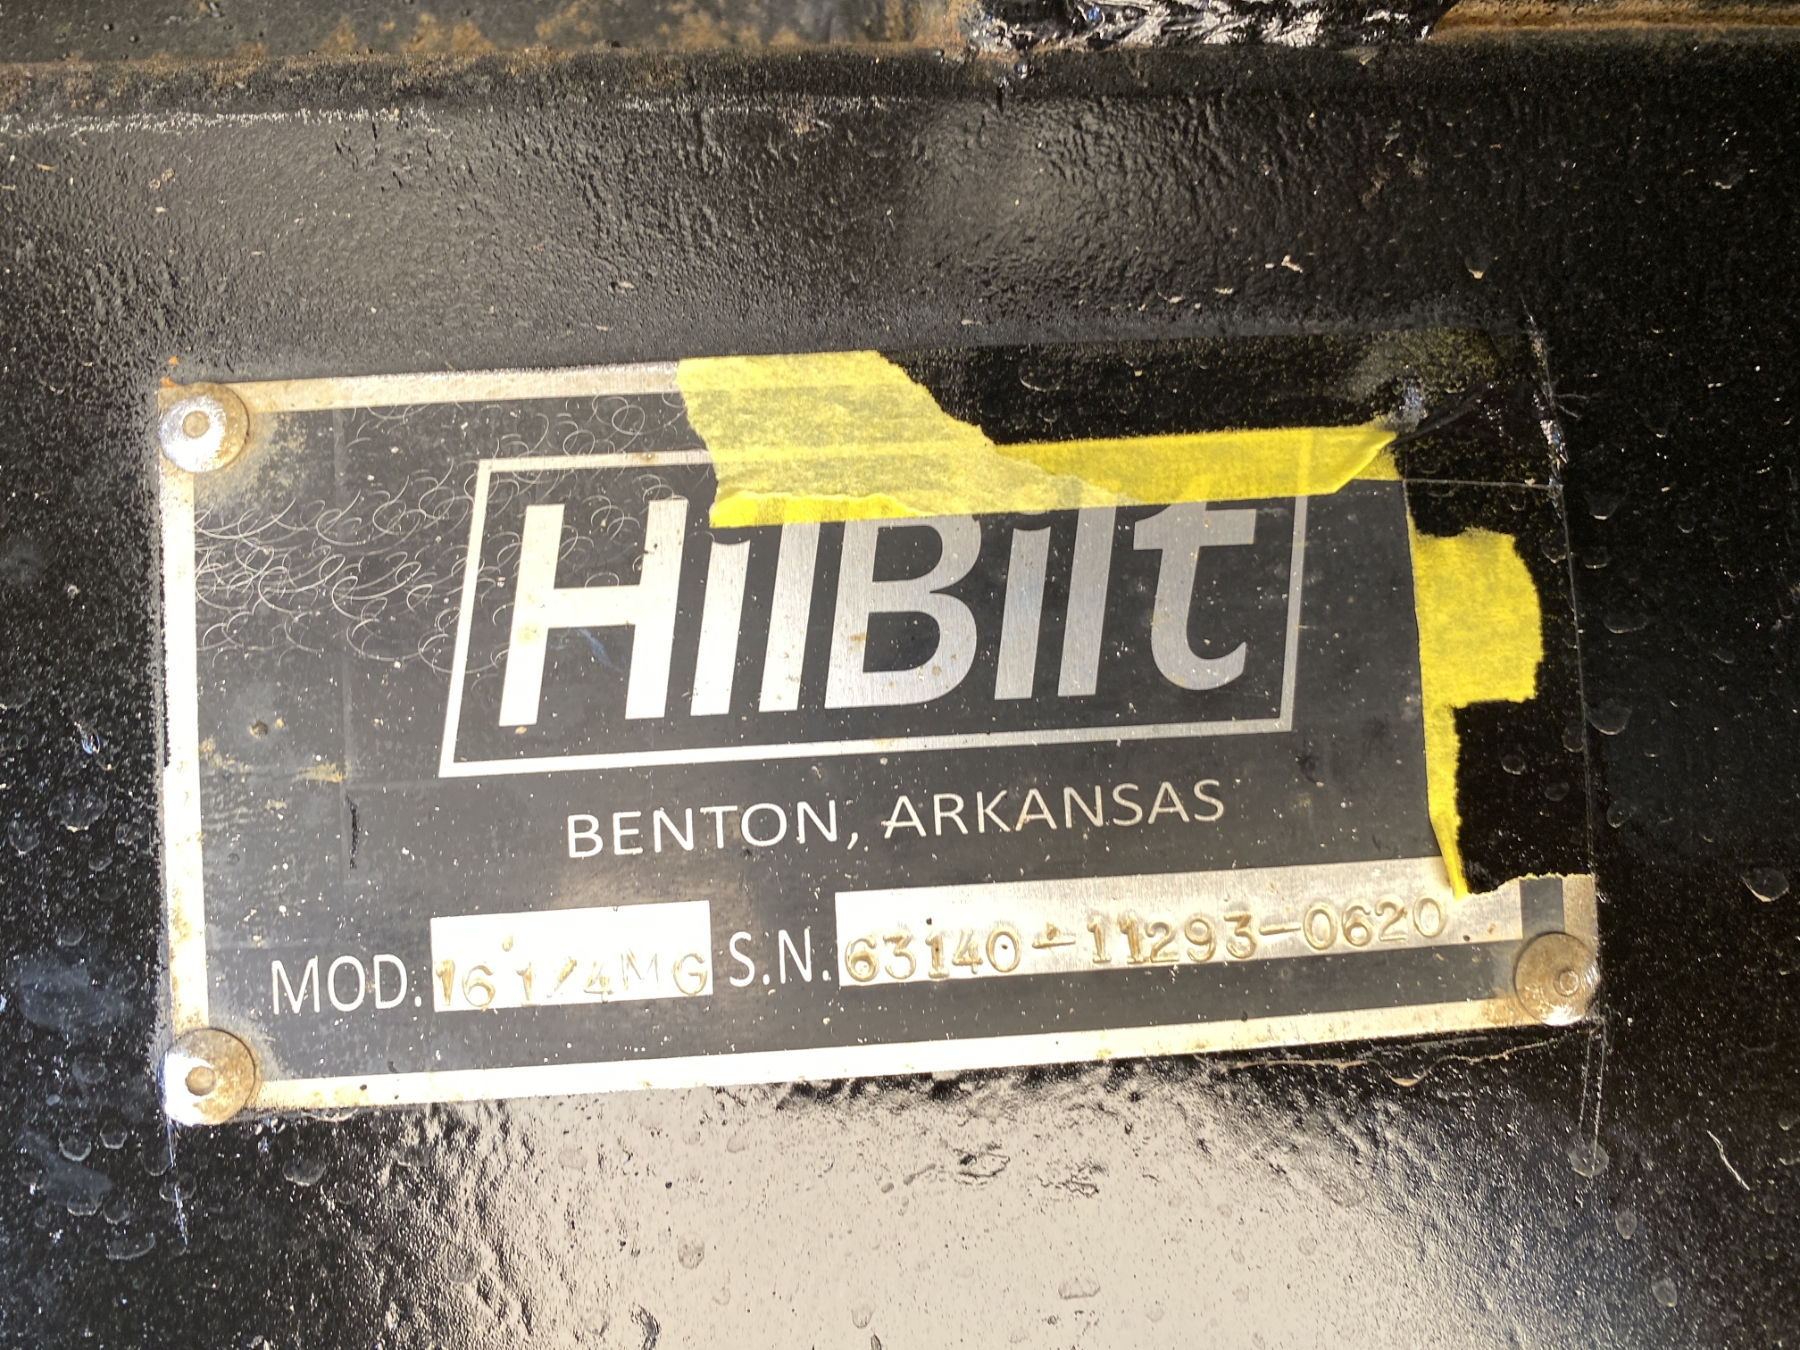 HilBilt
BENTON, ARKANSAS
MOD. 16 1/4MG S.N. 63140-11293-0620